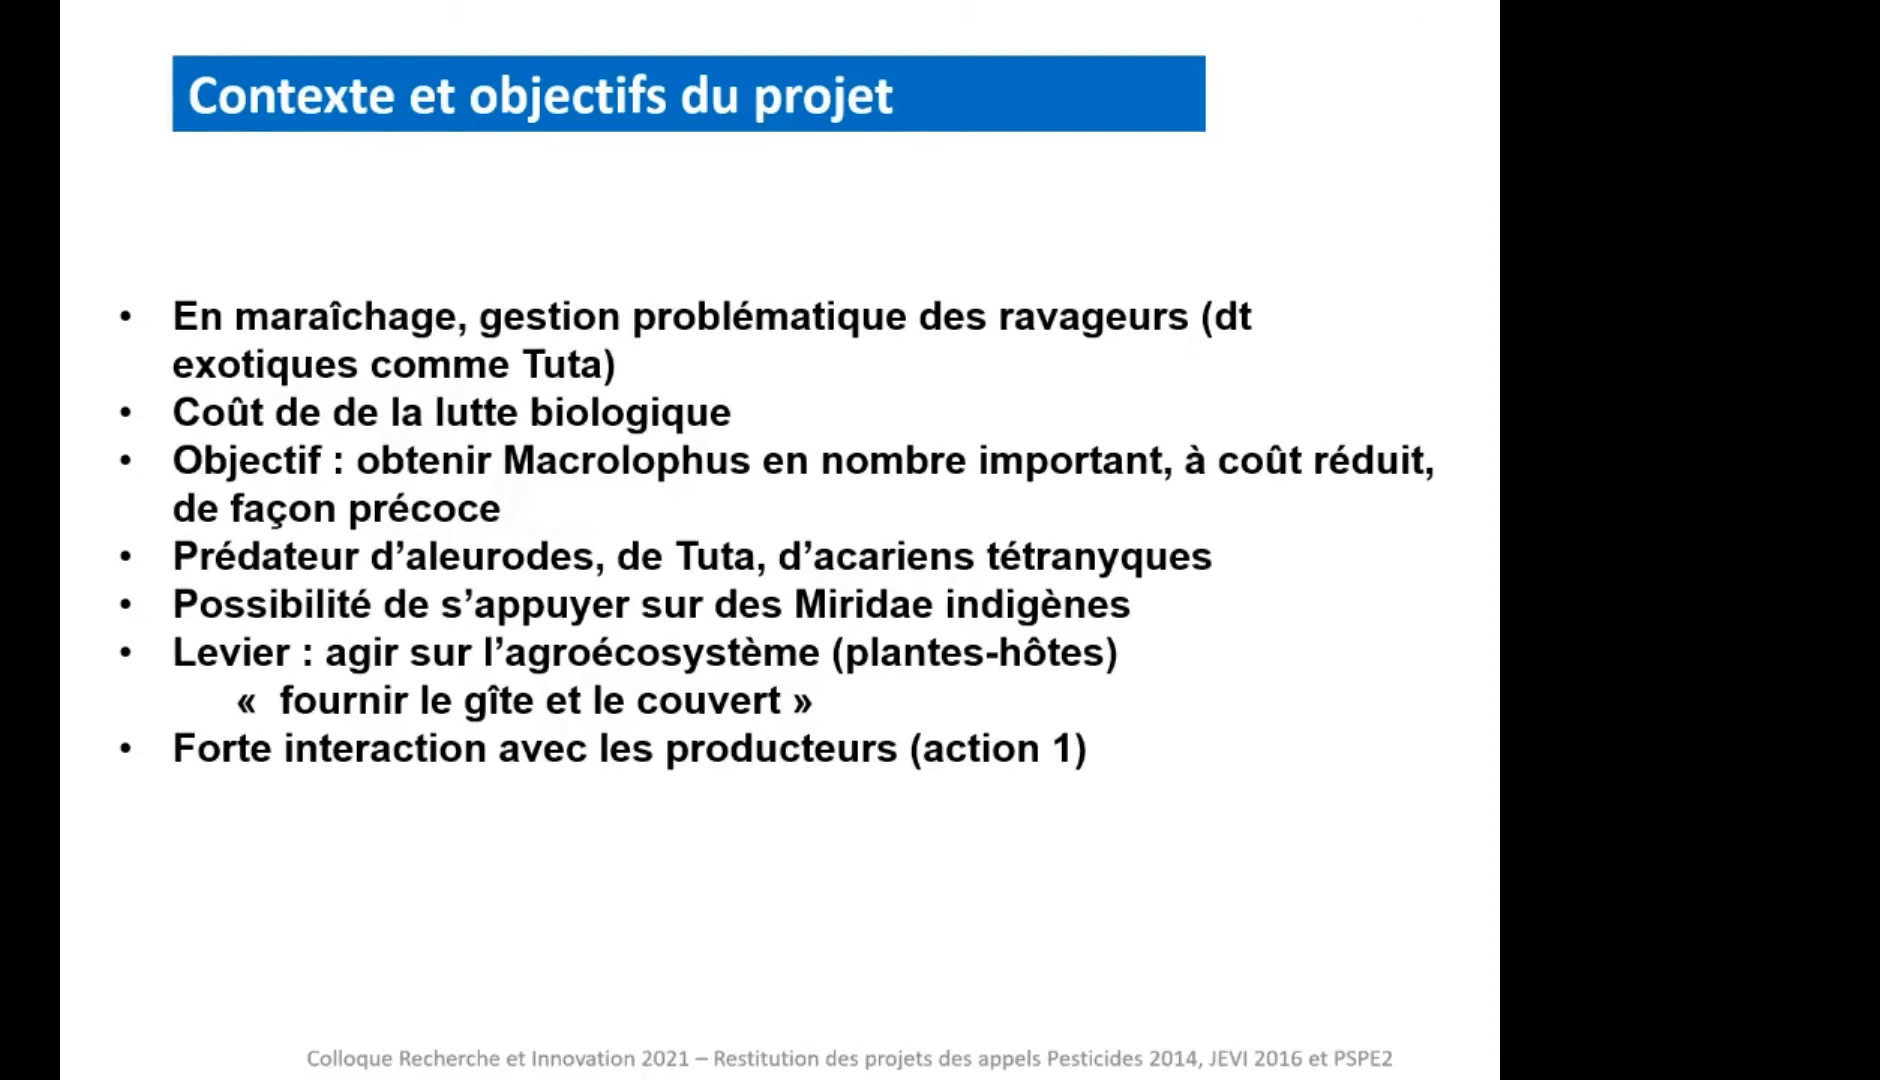 Contexte et objectifs du projet
• En maraîchage, gestion problématique des ravageurs (dt
exotiques comme Tuta)
• Coût de de la lutte biologique
• Objectif : obtenir Macrolophus en nombre important, à coût réduit,
de façon précoce
• Prédateur d’aleurodes, de Tuta, d’acariens tétranyques
• Possibilité de s’appuyer sur des Miridae indigènes
• Levier : agir sur l’agroécosystème (plantes-hôtes)
«  fournir le gîte et le couvert »
• Forte interaction avec les producteurs (action 1)
Colloque Recherche et Innovation 2021 – Restitution des projets des appels Pesticides 2014, JEVI 2016 et PSPE2